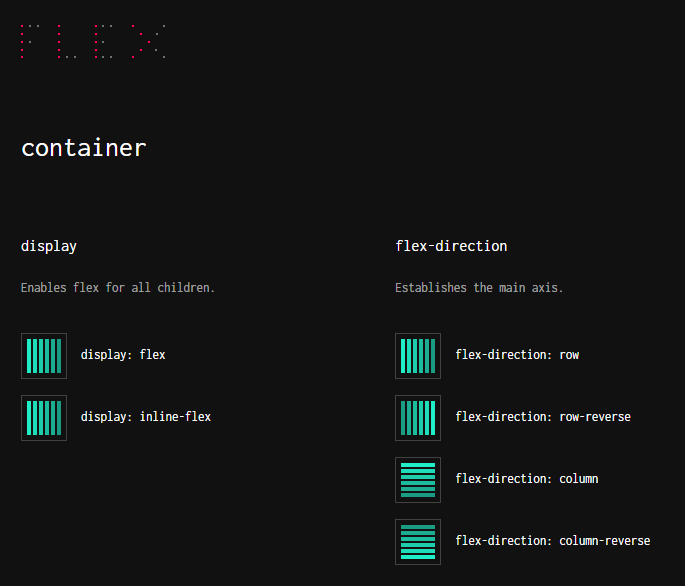 FLEX
container
display
Enables flex for all children.
display: flex
display: inline-flex
flex-direction
Establishes the main axis.
flex-direction: row
flex-direction: row-reverse
flex-direction: column
flex-direction: column-reverse